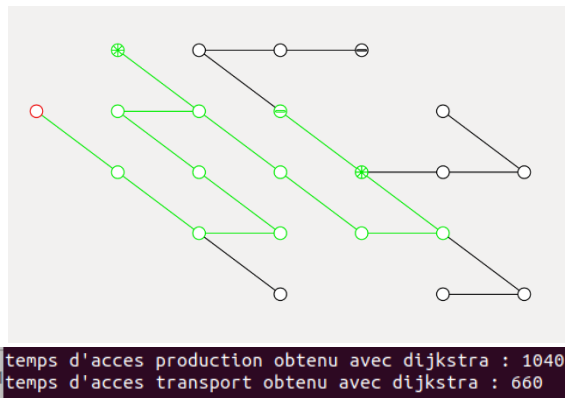 temps d'acces production obtenu avec dijkstra : 1040
temps d'acces transport obtenu avec dijkstra : 660